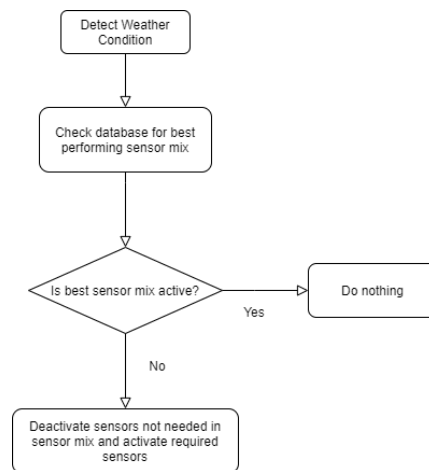 Detect Weather
Condition
Check database for best
performing sensor mix
Is best sensor mix active?
Yes
Do nothing
No
Deactivate sensors not needed in
sensor mix and activate required
sensors